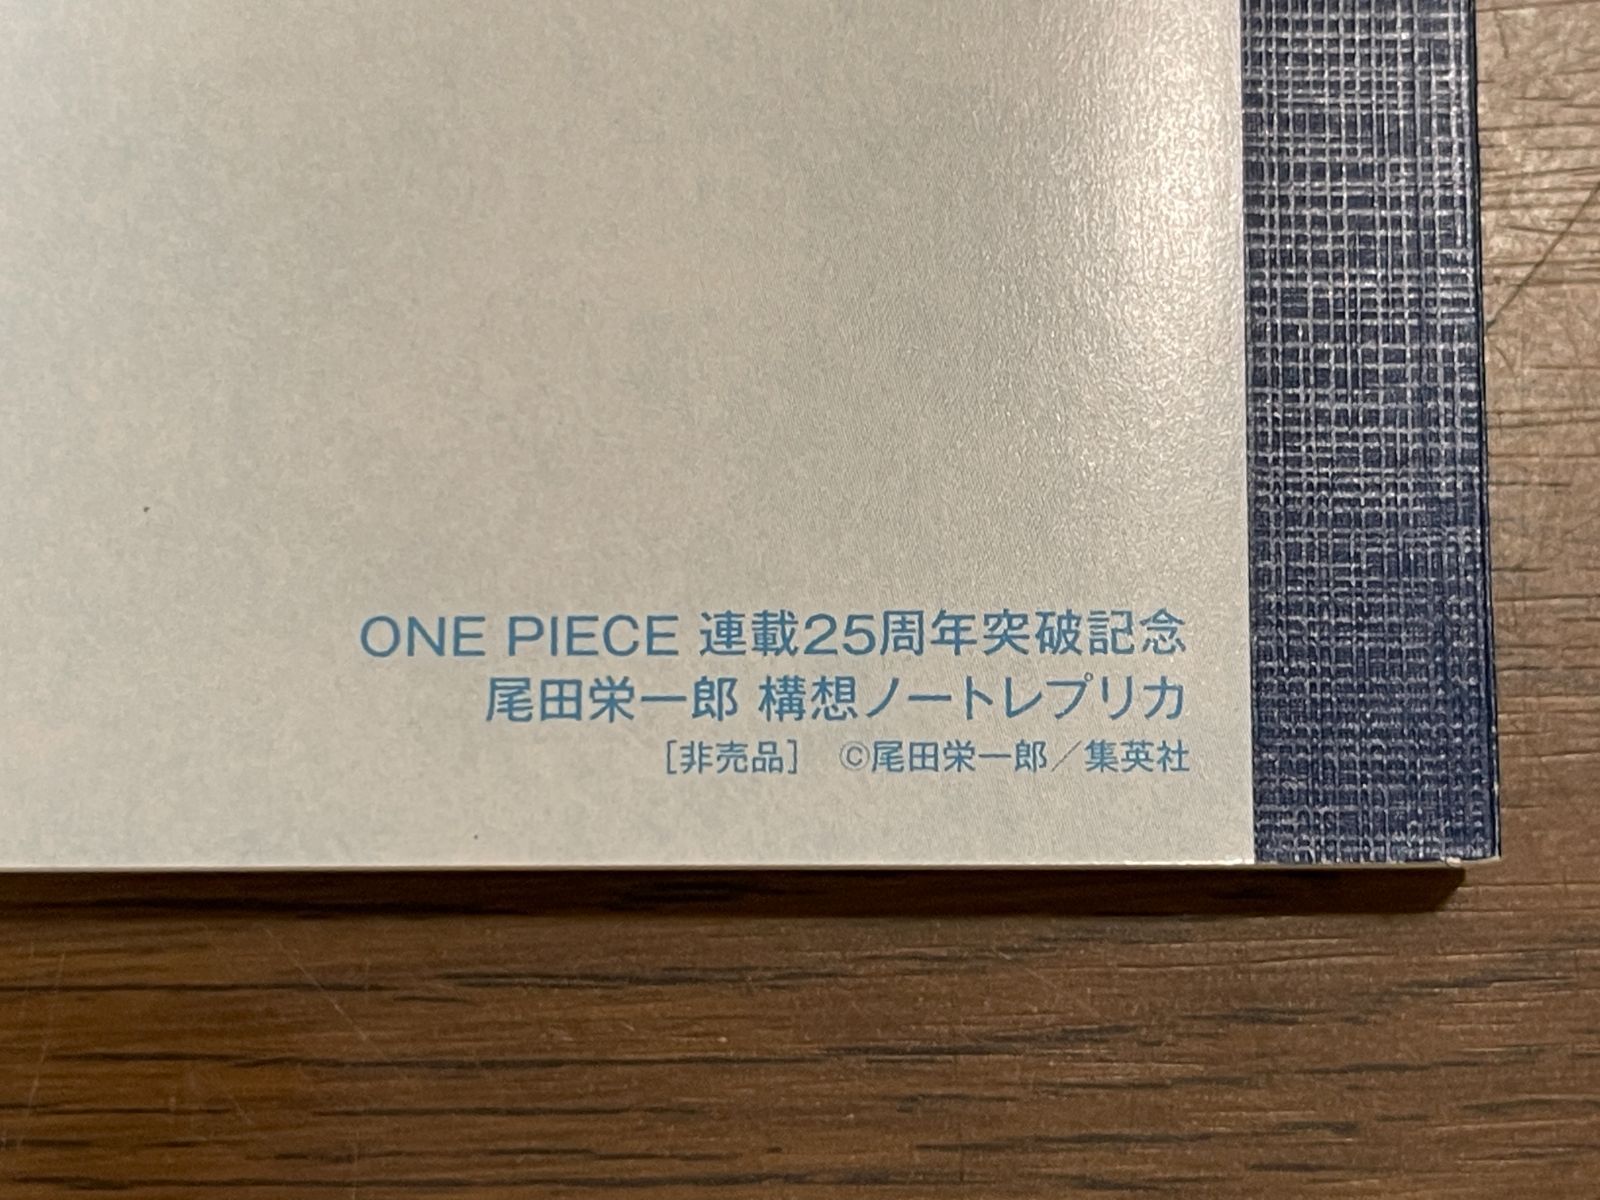 ONE PIECE 連載25周年突破記念
尾田栄一郎 構想ノートレプリカ
［非売品］ ©尾田栄一郎／集英社